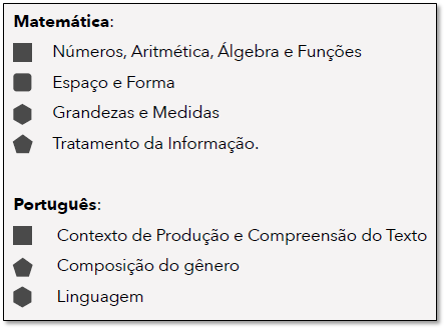 Matemática:
Números, Aritmética, Álgebra e Funções
Espaço e Forma
Grandezas e Medidas
Tratamento da Informação.
Português:
Contexto de Produção e Compreensão do Texto
Composição do gênero
Linguagem